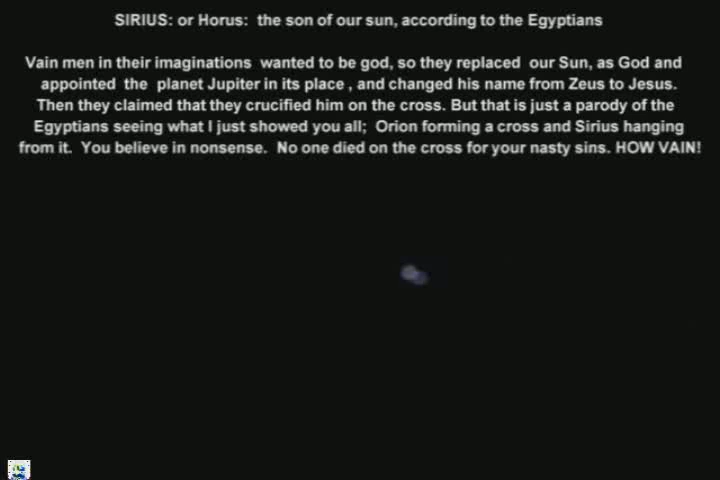 SIRIUS: or Horus: the son of our sun, according to the Egyptians
Vain men in their imaginations wanted to be god, so they replaced our Sun, as God and
appointed the planet Jupiter in its place , and changed his name from Zeus to Jesus.
Then they claimed that they crucified him on the cross. But that is just a parody of the
Egyptians seeing what I just showed you all; Orion forming a cross and Sirius hanging
from it. You believe in nonsense. No one died on the cross for your nasty sins. HOW VAIN!